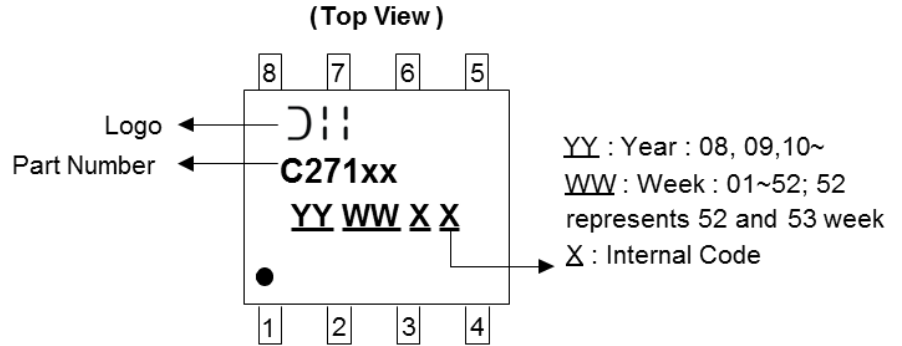 (Top View)
8 7 6 5
Logo
Part Number
C271xx
YY WW X X
YY : Year : 08, 09,10~
WW : Week : 01~52; 52
represents 52 and 53 week
X : Internal Code
1 2 3 4